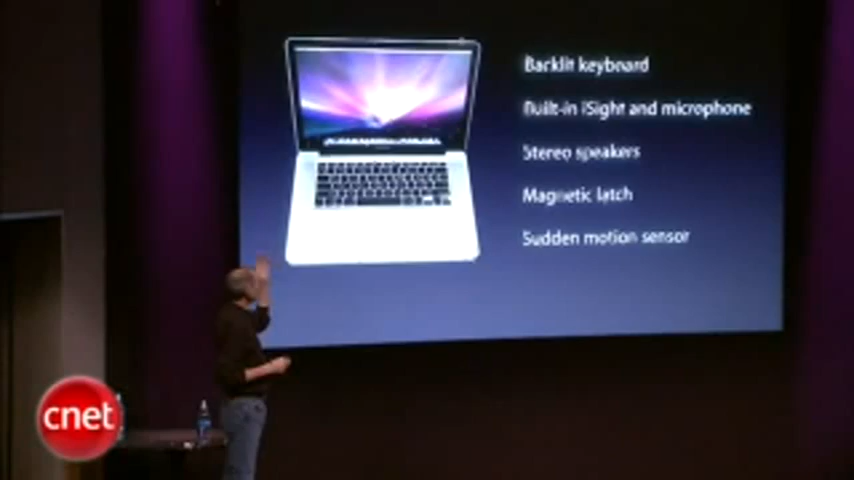 Backlit keyboard
Built-in iSight and microphone
Stereo speakers
Magnetic latch
Sudden motion sensor
cnet